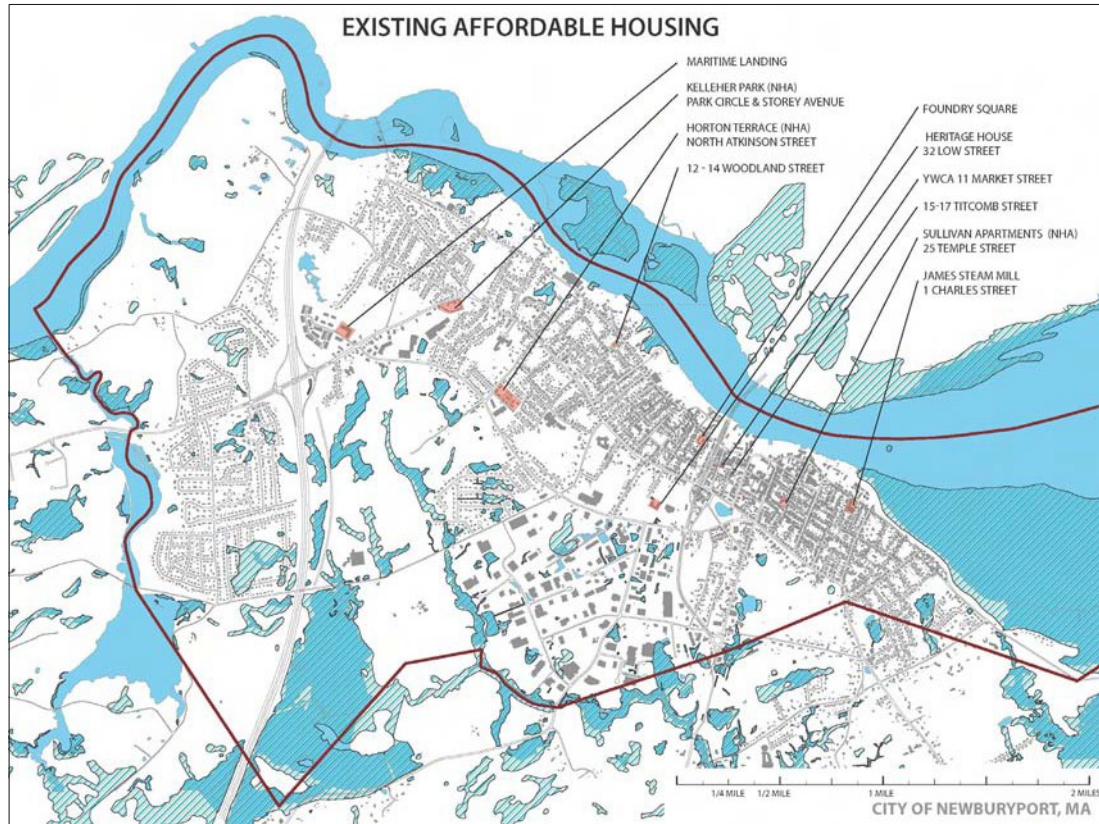 EXISTING AFFORDABLE HOUSING
MARITIME LANDING
KELLEHER PARK (NHA)
PARK CIRCLE & STOREY AVENUE
HORTON TERRACE (NHA)
NORTH ATKINSON STREET
12 - 14 WOODLAND STREET
FOUNDRY SQUARE
HERITAGE HOUSE
32 LOW STREET
YWCA 11 MARKET STREET
15-17 TITCOMB STREET
SULLIVAN APARTMENTS (NHA)
25 TEMPLE STREET
JAMES STEAM MILL
1 CHARLES STREET
1/4 MILE 1/2 MILE 1 MILE 2 MILES
CITY OF NEWBURYPORT, MA